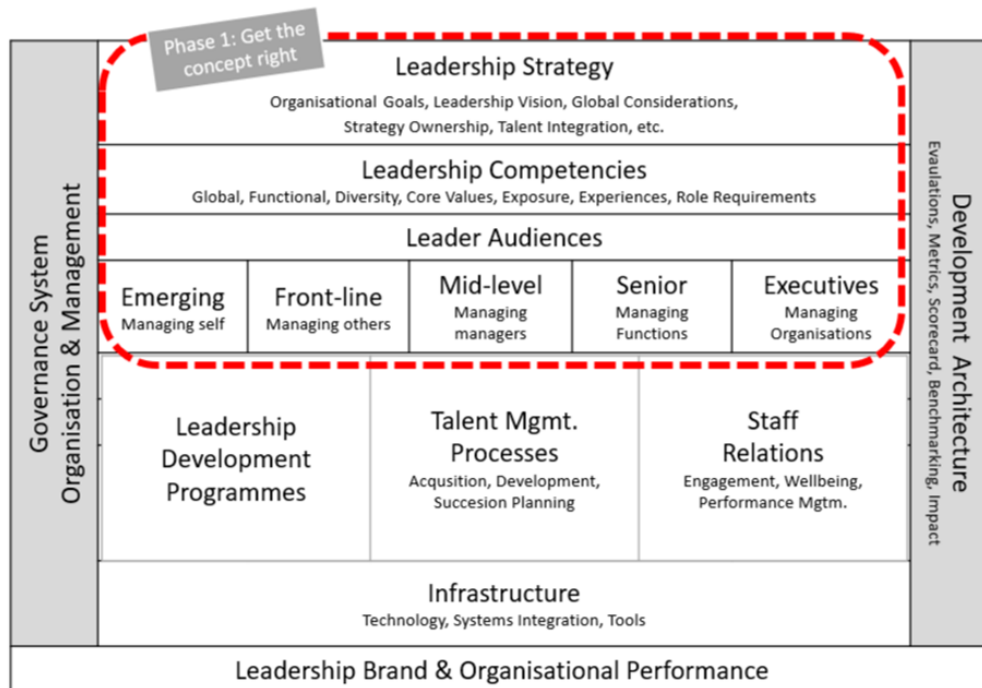 Phase 1: Get the
concept right
Leadership Strategy
Organisational Goals, Leadership Vision, Global Considerations,
Strategy Ownership, Talent Integration, etc.
Leadership Competencies
Global, Functional, Diversity, Core Values, Exposure, Experiences, Role Requirements
Leader Audiences
Emerging
Managing self
Front-line
Managing others
Mid-level
Managing
managers
Senior
Managing
Functions
Executives
Managing
Organisations
Leadership
Development
Programmes
Talent Mgmt.
Processes
Acqusition, Development,
Succesion Planning
Staff
Relations
Engagement, Wellbeing,
Performance Mgtm.
Infrastructure
Technology, Systems Integration, Tools
Governance System
Organisation & Management
Development Architecture
Evaulations, Metrics, Scorecard, Benchmarking, Impact
Leadership Brand & Organisational Performance